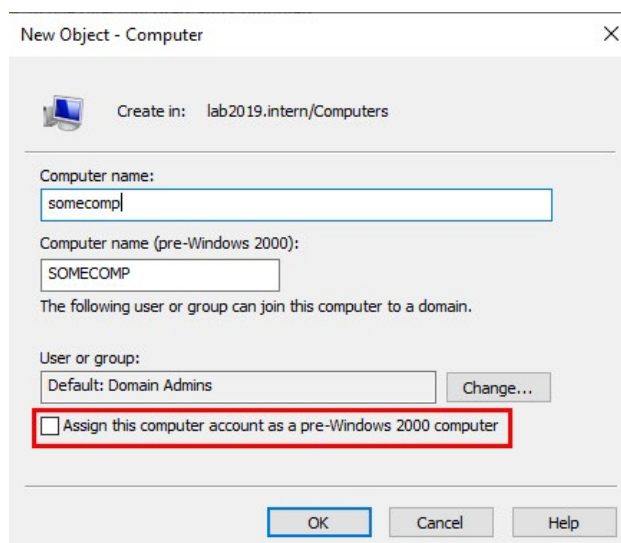 New Object - Computer
Create in: lab2019.intern/Computers
Computer name:
somecomp
Computer name (pre-Windows 2000):
SOMECOMP
The following user or group can join this computer to a domain.
User or group:
Default: Domain Admins
Change...
Assign this computer account as a pre-Windows 2000 computer
OK Cancel Help